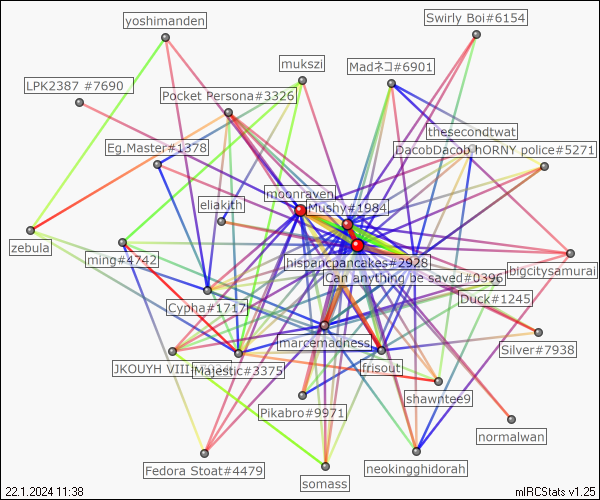 yoshimanden
Swirly Boi#6154
mukszi
Madネコ#6901
LPK2387 #7690
Pocket Persona#3326
thesecondtwat
Eg.Master#1378
DacobDacob hORNY police#5271
moonraven
eliakith
Mushy#1984
zebula
ming#4742
hispancpancakes#2928
bigcitysamurai
Can anything be saved#0396
Duck#1245
Cypha#1717
marcemadness
Silver#7938
JKOUYH VIII
Majestic#3375
frisout
shawntee9
Pikabro#9971
normalwan
Fedora Stoat#4479
neokingghidorah
somass
22.1.2024 11:38
mIRCStats v1.25